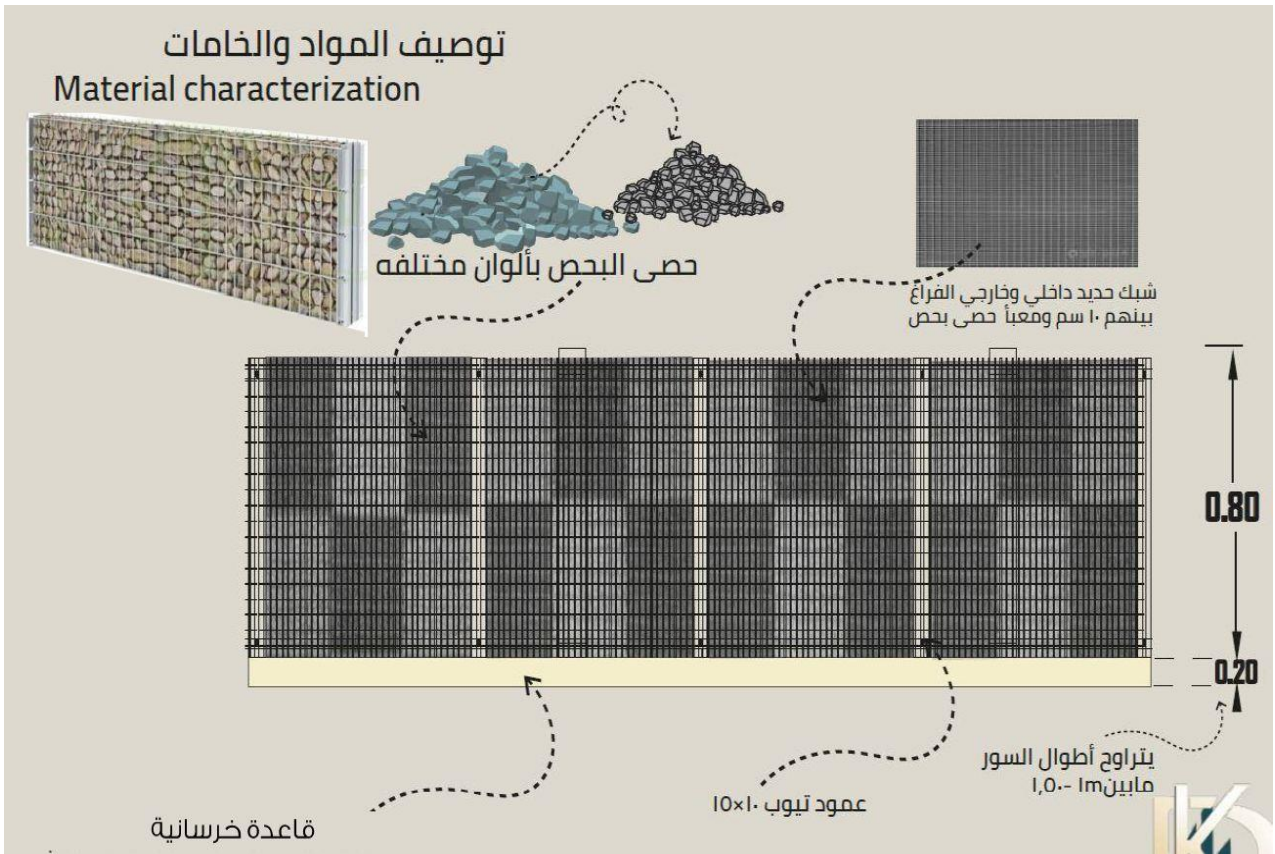 توصيف المواد والخامات
Material characterization
حصى البحص بألوان مختلفه
شبك حديد داخلي وخارجي الفراغ
بينهم ١٠ سم ومعبأ حصى بحص
0.80
0.20
يتراوح أطوال السور
مابين1m -١,٥٠
عمود تيوب ١٠×١٥
قاعدة خرسانية